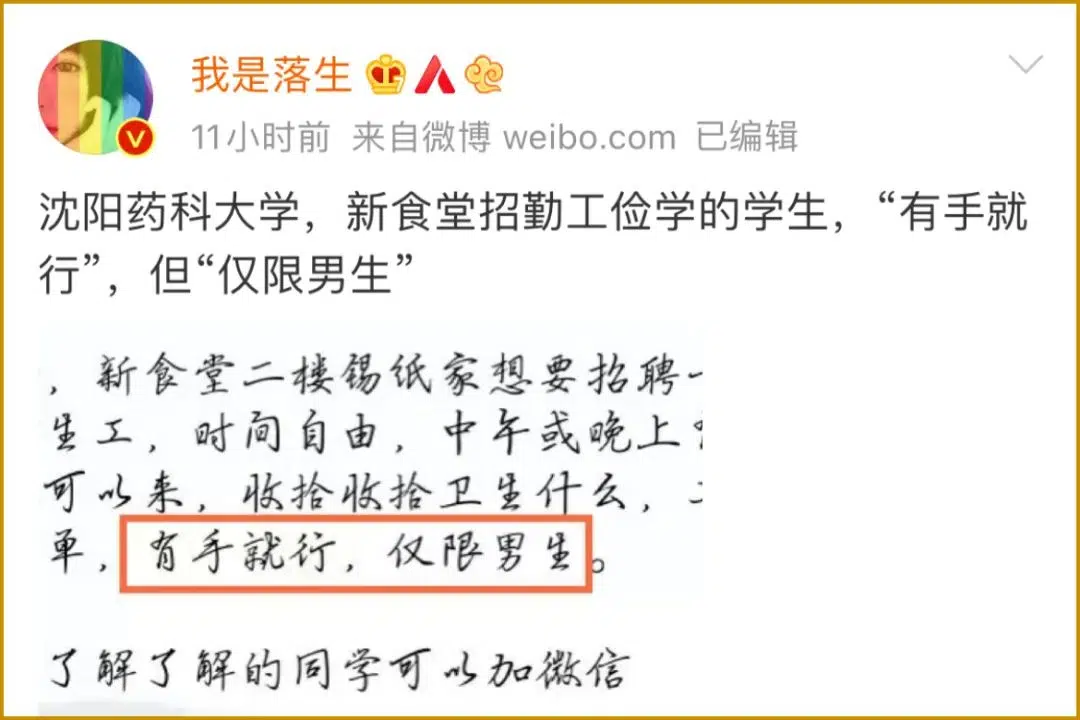 我是落生
11小时前 来自微博 weibo.com 已编辑
沈阳药科大学，新食堂招勤工俭学的学生，“有手就
行”，但“仅限男生”
，新食堂二楼锡纸家想要招聘一
生工，时间自由，中午或晚上
可以来，收拾收拾卫生什么，
单，有手就行，仅限男生。
了解了解的同学可以加微信